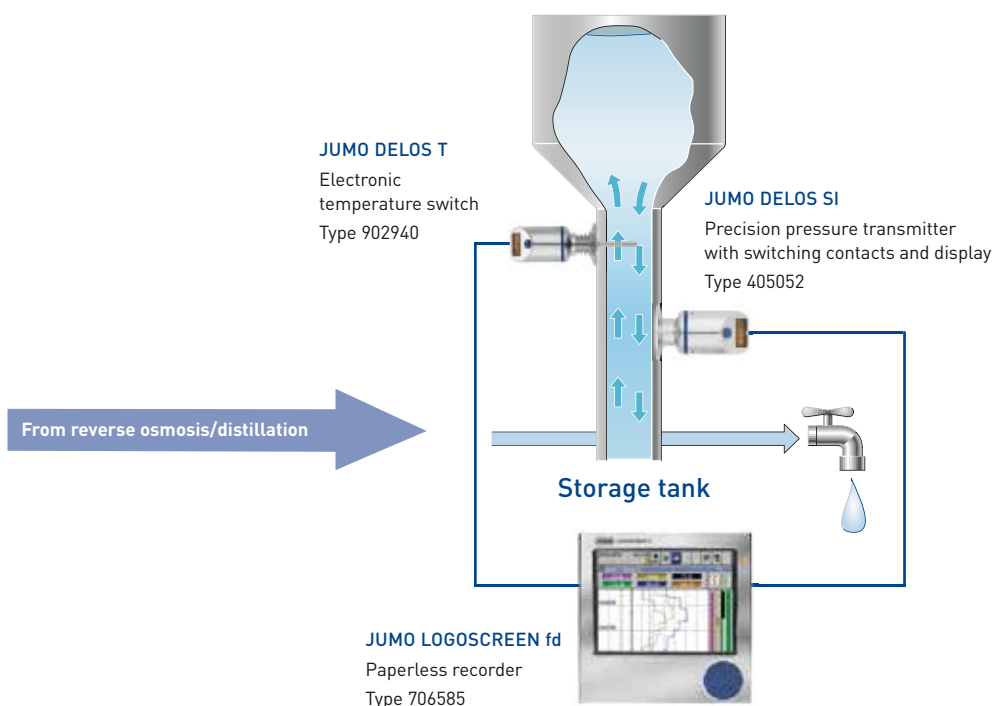 JUMO DELOS T
Electronic
temperature switch
Type 902940
JUMO DELOS SI
Precision pressure transmitter
with switching contacts and display
Type 405052
From reverse osmosis/distillation
Storage tank
JUMO LOGOSCREEN fd
Paperless recorder
Type 706585